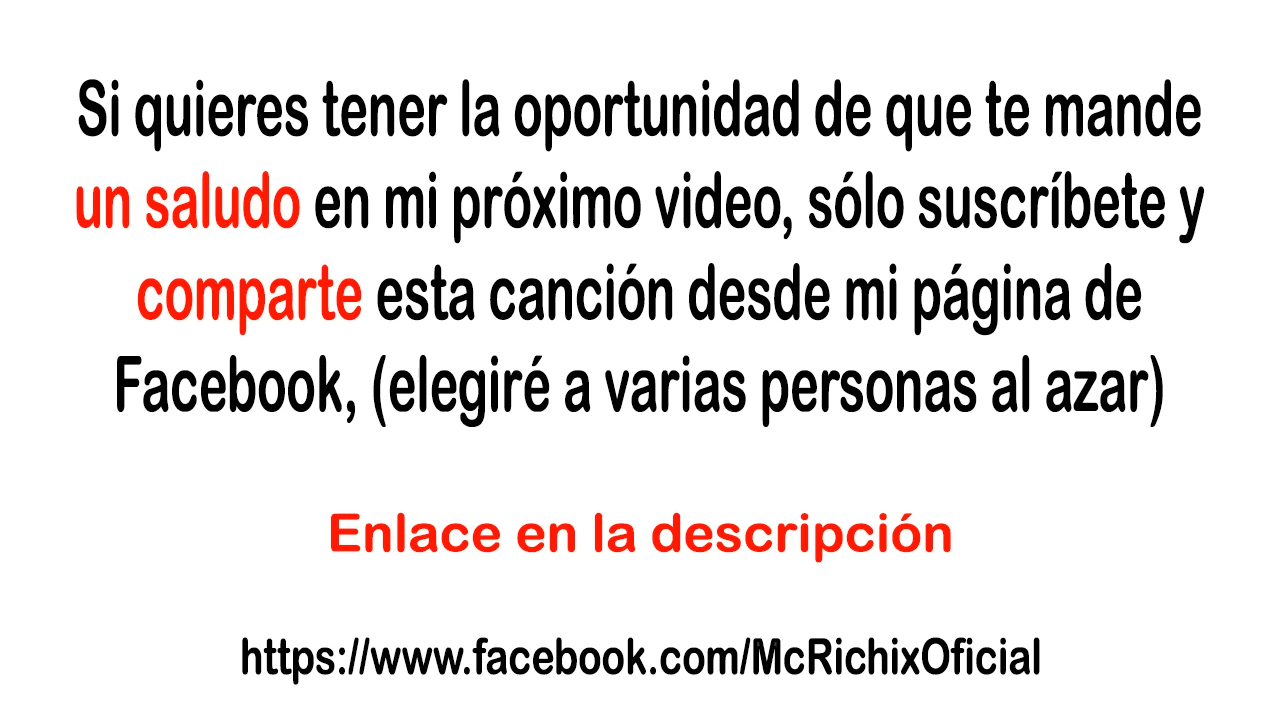 Si quieres tener la oportunidad de que te mande
un saludo en mi próximo video, sólo suscríbete y
comparte esta canción desde mi página de
Facebook, (elegiré a varias personas al azar)
Enlace en la descripción
https://www.facebook.com/McRichixOficial